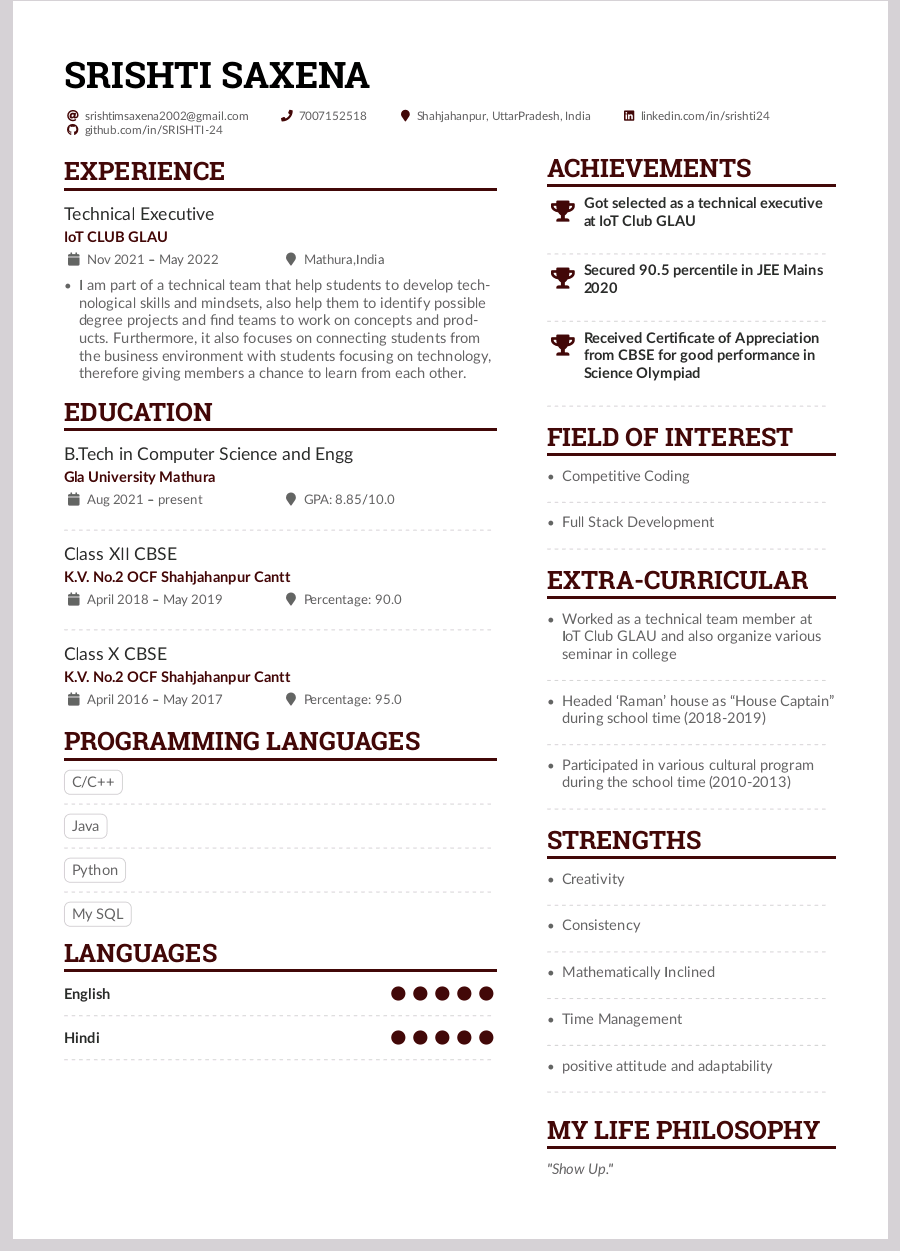 SRISHTI SAXENA
srishtimsaxena2002@gmail.com 7007152518 Shahjahanpur, UttarPradesh, India linkedin.com/in/srishti24
github.com/in/SRISHTI-24
EXPERIENCE
Technical Executive
IoT CLUB GLAU
Nov 2021 – May 2022 Mathura,India
• I am part of a technical team that help students to develop tech-
nological skills and mindsets, also help them to identify possible
degree projects and find teams to work on concepts and prod-
ucts. Furthermore, it also focuses on connecting students from
the business environment with students focusing on technology,
therefore giving members a chance to learn from each other.
EDUCATION
B.Tech in Computer Science and Engg
Gla University Mathura
Aug 2021 – present GPA: 8.85/10.0
Class XII CBSE
K.V. No.2 OCF Shahjahanpur Cantt
April 2018 – May 2019 Percentage: 90.0
Class X CBSE
K.V. No.2 OCF Shahjahanpur Cantt
April 2016 – May 2017 Percentage: 95.0
PROGRAMMING LANGUAGES
C/C++
Java
Python
My SQL
LANGUAGES
English
Hindi
ACHIEVEMENTS
Got selected as a technical executive
at IoT Club GLAU
Secured 90.5 percentile in JEE Mains
2020
Received Certificate of Appreciation
from CBSE for good performance in
Science Olympiad
FIELD OF INTEREST
• Competitive Coding
• Full Stack Development
EXTRA-CURRICULAR
• Worked as a technical team member at
IoT Club GLAU and also organize various
seminar in college
• Headed ‘Raman’ house as “House Captain”
during school time (2018-2019)
• Participated in various cultural program
during the school time (2010-2013)
STRENGTHS
• Creativity
• Consistency
• Mathematically Inclined
• Time Management
• positive attitude and adaptability
MY LIFE PHILOSOPHY
"Show Up."